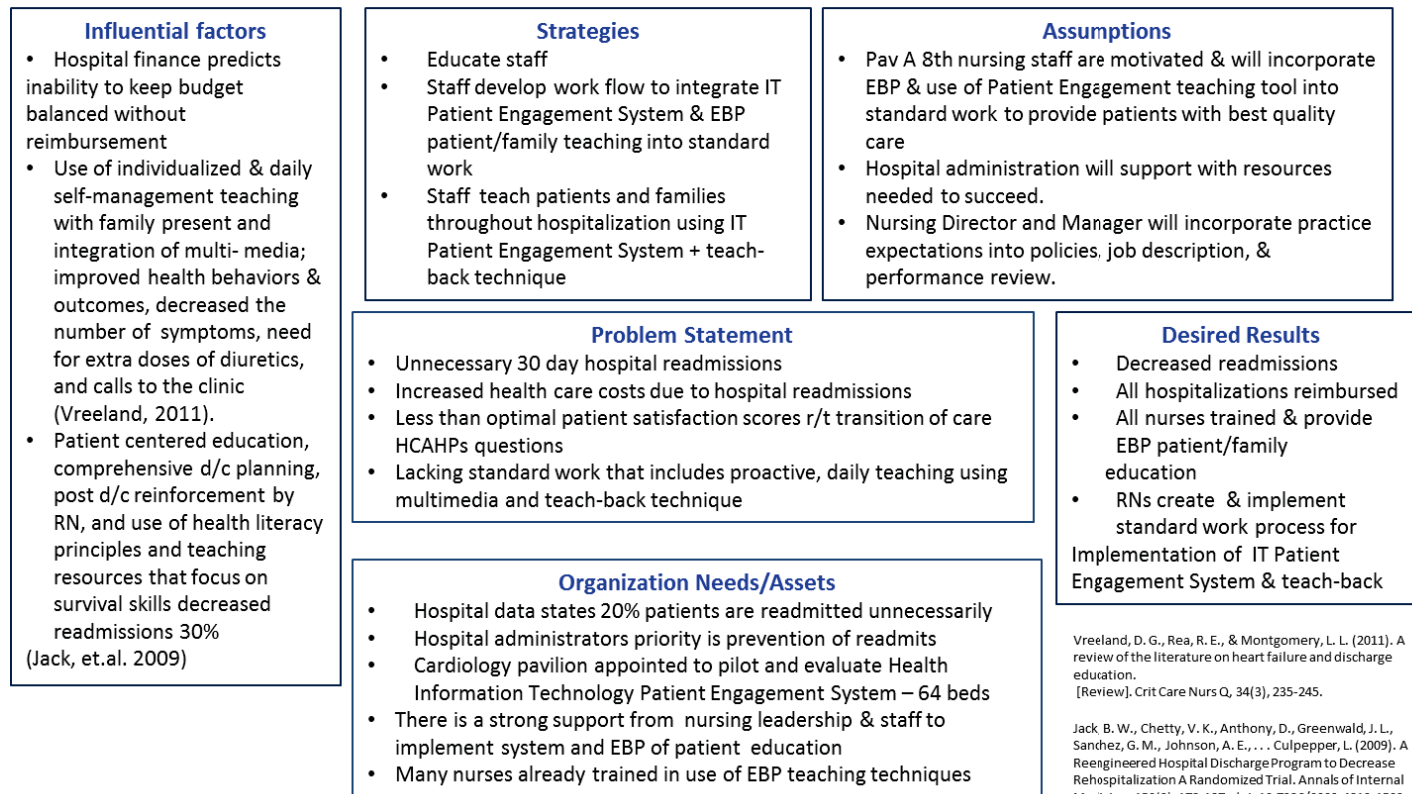 Influential factors
• Hospital finance predicts
inability to keep budget
balanced without
reimbursement
• Use of individualized & daily
self-management teaching
with family present and
integration of multi- media;
improved health behaviors &
outcomes, decreased the
number of symptoms, need
for extra doses of diuretics,
and calls to the clinic
(Vreeland, 2011).
• Patient centered education,
comprehensive d/c planning,
post d/c reinforcement by
RN, and use of health literacy
principles and teaching
resources that focus on
survival skills decreased
readmissions 30%
(Jack, et.al. 2009)
Strategies
• Educate staff
• Staff develop work flow to integrate IT
Patient Engagement System & EBP
patient/family teaching into standard
work
• Staff teach patients and families
throughout hospitalization using IT
Patient Engagement System + teach-
back technique
Assumptions
• Pav A 8th nursing staff are motivated & will incorporate
EBP & use of Patient Engagement teaching tool into
standard work to provide patients with best quality
care
• Hospital administration will support with resources
needed to succeed.
• Nursing Director and Manager will incorporate practice
expectations into policies, job description, &
performance review.
Problem Statement
• Unnecessary 30 day hospital readmissions
• Increased health care costs due to hospital readmissions
• Less than optimal patient satisfaction scores r/t transition of care
HCAHPs questions
• Lacking standard work that includes proactive, daily teaching using
multimedia and teach-back technique
Desired Results
• Decreased readmissions
• All hospitalizations reimbursed
• All nurses trained & provide
EBP patient/family
education
• RNs create & implement
standard work process for
Implementation of IT Patient
Engagement System & teach-back
Organization Needs/Assets
• Hospital data states 20% patients are readmitted unnecessarily
• Hospital administrators priority is prevention of readmits
• Cardiology pavilion appointed to pilot and evaluate Health
Information Technology Patient Engagement System – 64 beds
• There is a strong support from nursing leadership & staff to
implement system and EBP of patient education
• Many nurses already trained in use of EBP teaching techniques
Vreeland, D. G., Rea, R. E., & Montgomery, L. L. (2011). A
review of the literature on heart failure and discharge
education.
[Review]. Crit Care Nurs Q, 34(3), 235-245.
Jack, B. W., Chetty, V. K., Anthony, D., Greenwald, J. L.,
Sanchez, G. M., Johnson, A. E., . . . Culpepper, L. (2009). A
Reengineered Hospital Discharge Program to Decrease
Rehospitalization A Randomized Trial. Annals of Internal